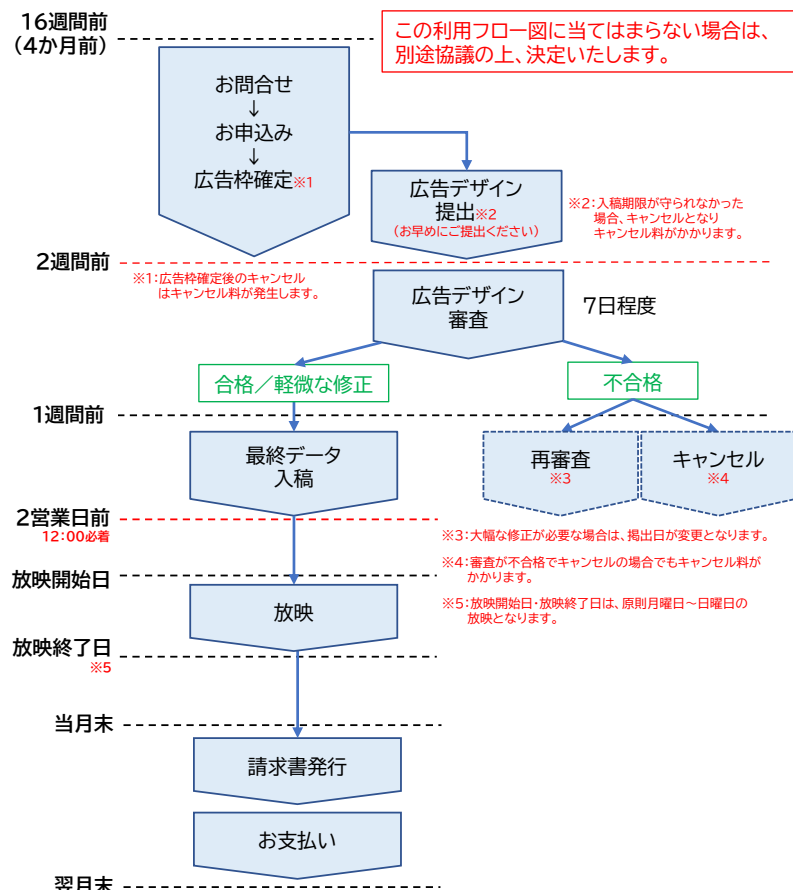 16週間前
(4か月前)
この利用フロー図に当てはまらない場合は、
別途協議の上、決定いたします。
お問合せ
↓
お申込み
↓
広告枠確定※1
広告デザイン
提出※2
(お早めにご提出ください)
※2:入稿期限が守られなかった
場合、キャンセルとなり
キャンセル料がかかります。
2週間前
※1:広告枠確定後のキャンセル
はキャンセル料が発生します。
広告デザイン
審査
7日程度
合格／軽微な修正
不合格
1週間前
最終データ
入稿
再審査
※3
キャンセル
※4
2営業日前
12:00必着
※3:大幅な修正が必要な場合は、掲出日が変更となります。
※4:審査が不合格でキャンセルの場合でもキャンセル料が
かかります。
放映開始日
放映
※5:放映開始日・放映終了日は、原則月曜日～日曜日の
放映となります。
放映終了日
※5
当月末
請求書発行
お支払い
翌月末